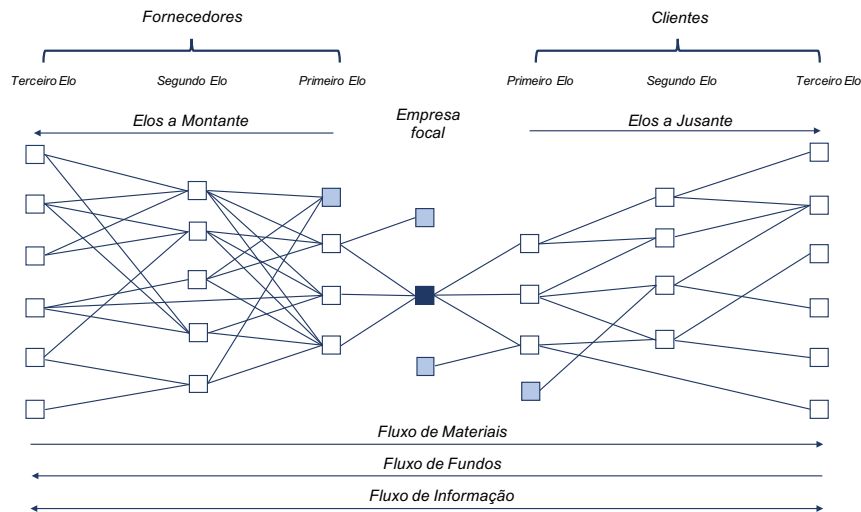 Fornecedores
Clientes
Terceiro Elo
Segundo Elo
Primeiro Elo
Primeiro Elo
Segundo Elo
Terceiro Elo
Elos a Montante
Empresa
focal
Elos a Jusante
Fluxo de Materiais
Fluxo de Fundos
Fluxo de Informação